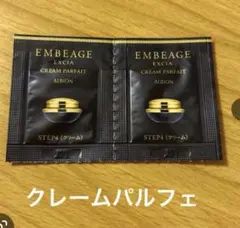 EMBEAGE
EXCIA
CREAM PARFAIT
ALBION
STEP4 (クリーム)
EMBEAGE
EXCIA
CREAM PARFAIT
ALBION
STEP4 (クリーム)
クレームパルフェ